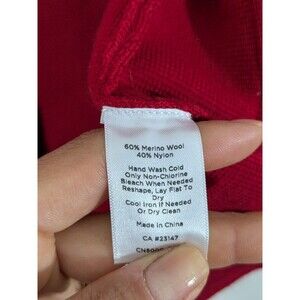 60% Merino Wool
40% Nylon
Hand Wash Cold
Only Non-Chlorine
Bleach When Needed
Reshape, Lay Flat To
Dry
Cool Iron If Needed
Or Dry Clean
Made In China
CA #23147